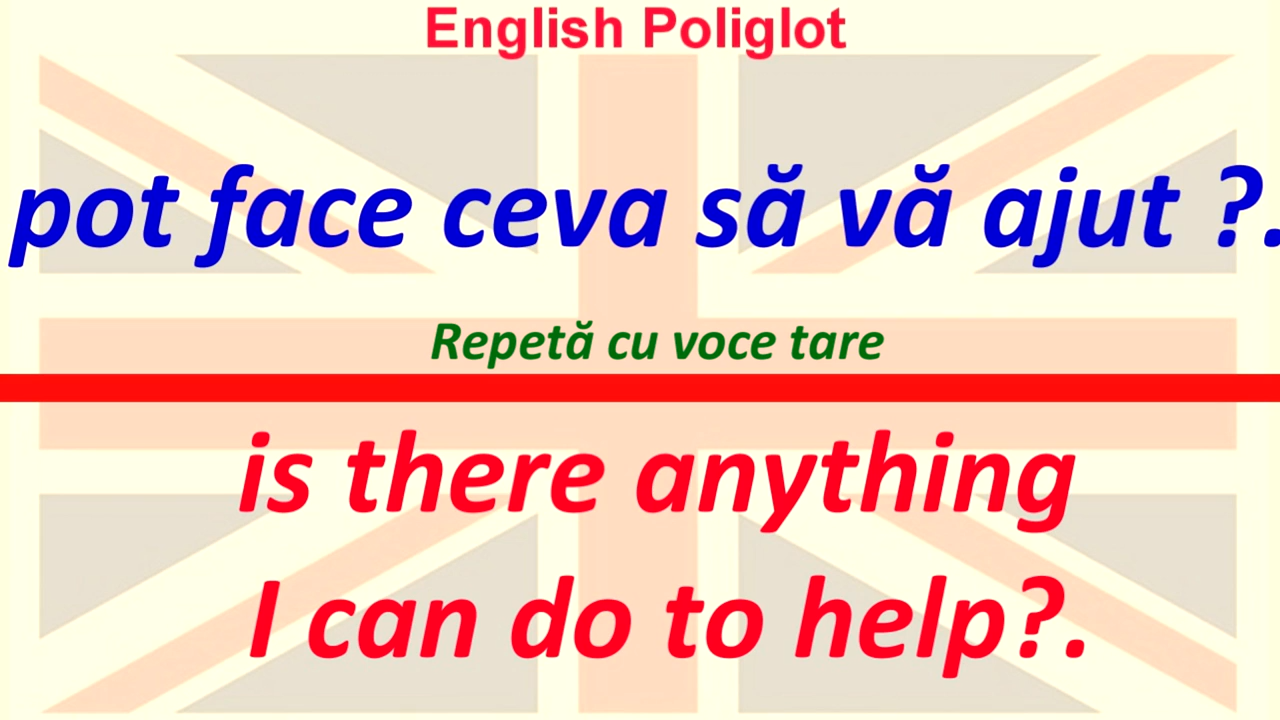 English Poliglot
pot face ceva să vă ajut ?.
Repetă cu voce tare
is there anything
I can do to help?.